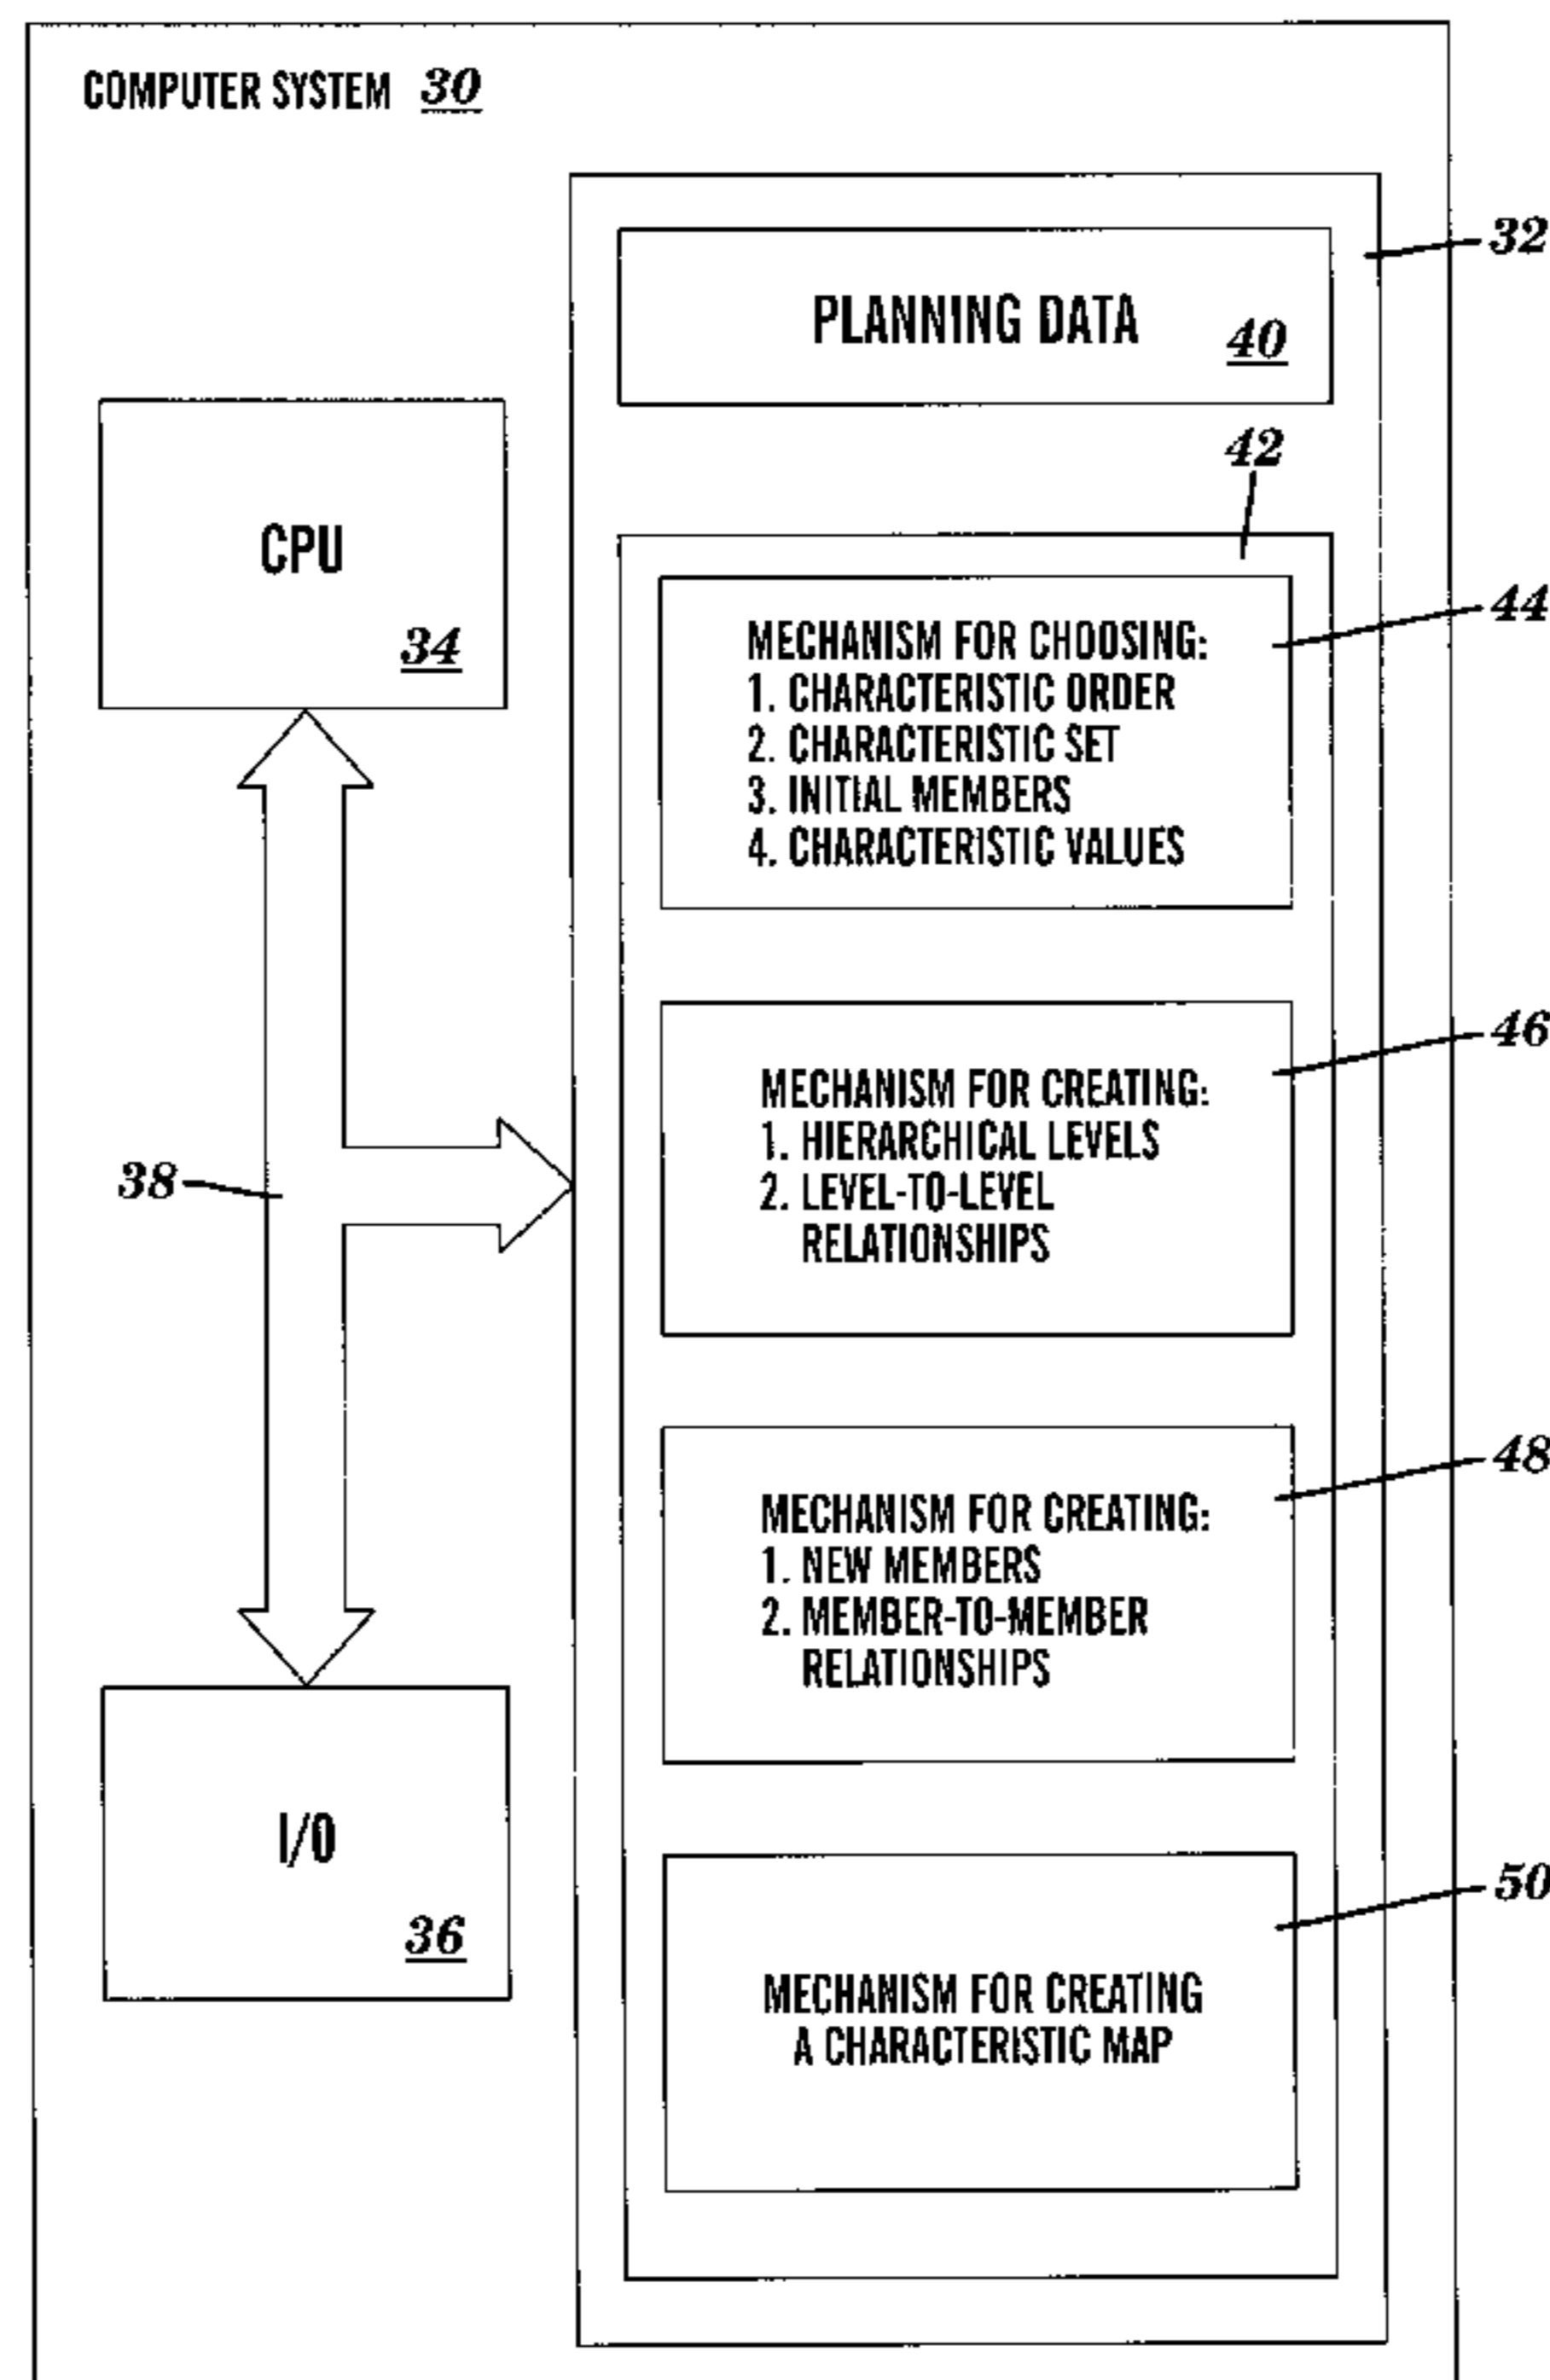 COMPUTER SYSTEM 30
32
PLANNING DATA 40
42
CPU
34
44
MECHANISM FOR CHOOSING:
1. CHARACTERISTIC ORDER
2. CHARACTERISTIC SET
3. INITIAL MEMBERS
4. CHARACTERISTIC VALUES
46
MECHANISM FOR CREATING:
1. HIERARCHICAL LEVELS
2. LEVEL-TO-LEVEL
RELATIONSHIPS
38
48
MECHANISM FOR CREATING:
1. NEW MEMBERS
2. MEMBER-TO-MEMBER
RELATIONSHIPS
I/O
36
50
MECHANISM FOR CREATING
A CHARACTERISTIC MAP